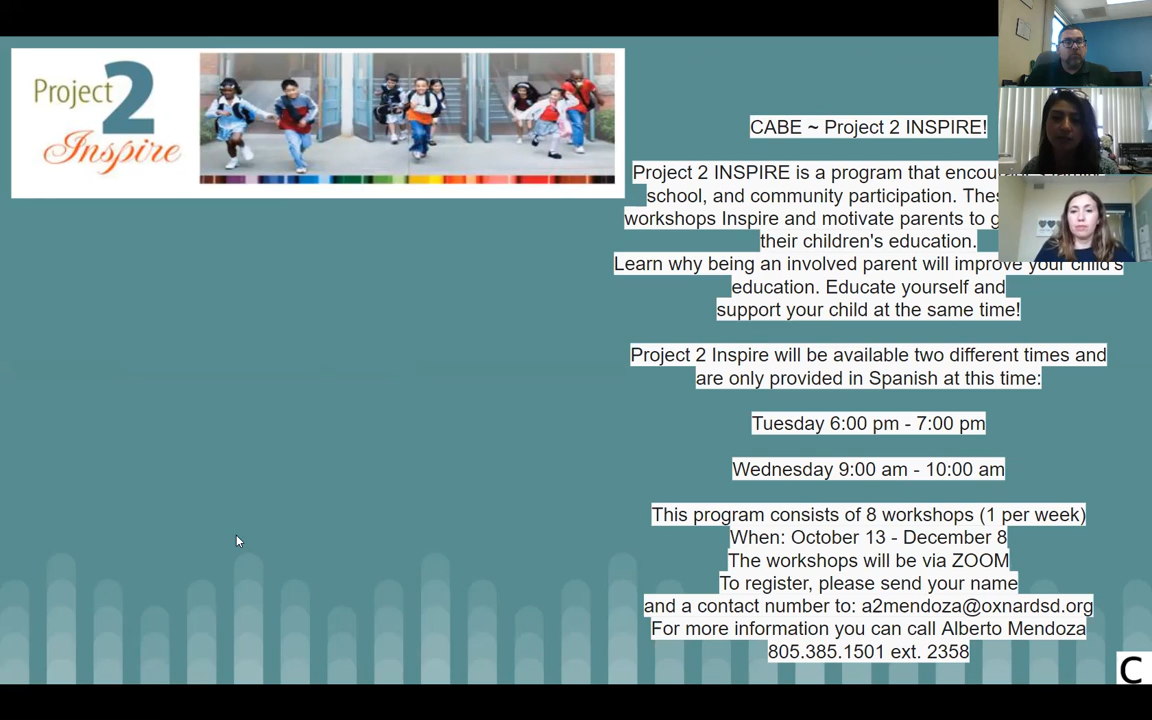 Project 2
Inspire
CABE ~ Project 2 INSPIRE!
Project 2 INSPIRE is a program that
school, and community participation.
workshops Inspire and motivate parents to
their children's education.
Learn why being an involved parent will improve your child's
education. Educate yourself and
support your child at the same time!
Project 2 Inspire will be available two different times and
are only provided in Spanish at this time:
Tuesday 6:00 pm - 7:00 pm
Wednesday 9:00 am - 10:00 am
This program consists of 8 workshops (1 per week)
When: October 13 - December 8
The workshops will be via ZOOM
To register, please send your name
and a contact number to: a2mendoza@oxnardsd.org
For more information you can call Alberto Mendoza
805.385.1501 ext. 2358
C